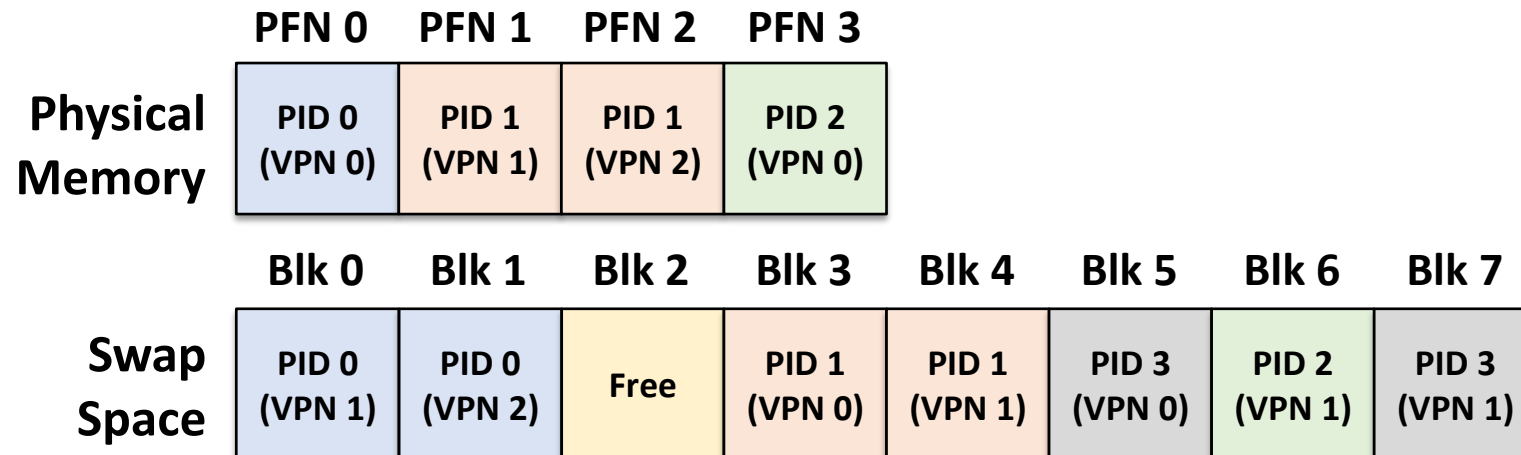 PFN 0 PFN 1 PFN 2 PFN 3
Physical Memory
PID 0 (VPN 0)
PID 1 (VPN 1)
PID 1 (VPN 2)
PID 2 (VPN 0)
Blk 0 Blk 1 Blk 2 Blk 3 Blk 4 Blk 5 Blk 6 Blk 7
Swap Space
PID 0 (VPN 1)
PID 0 (VPN 2)
Free
PID 1 (VPN 0)
PID 1 (VPN 1)
PID 3 (VPN 0)
PID 2 (VPN 1)
PID 3 (VPN 1)